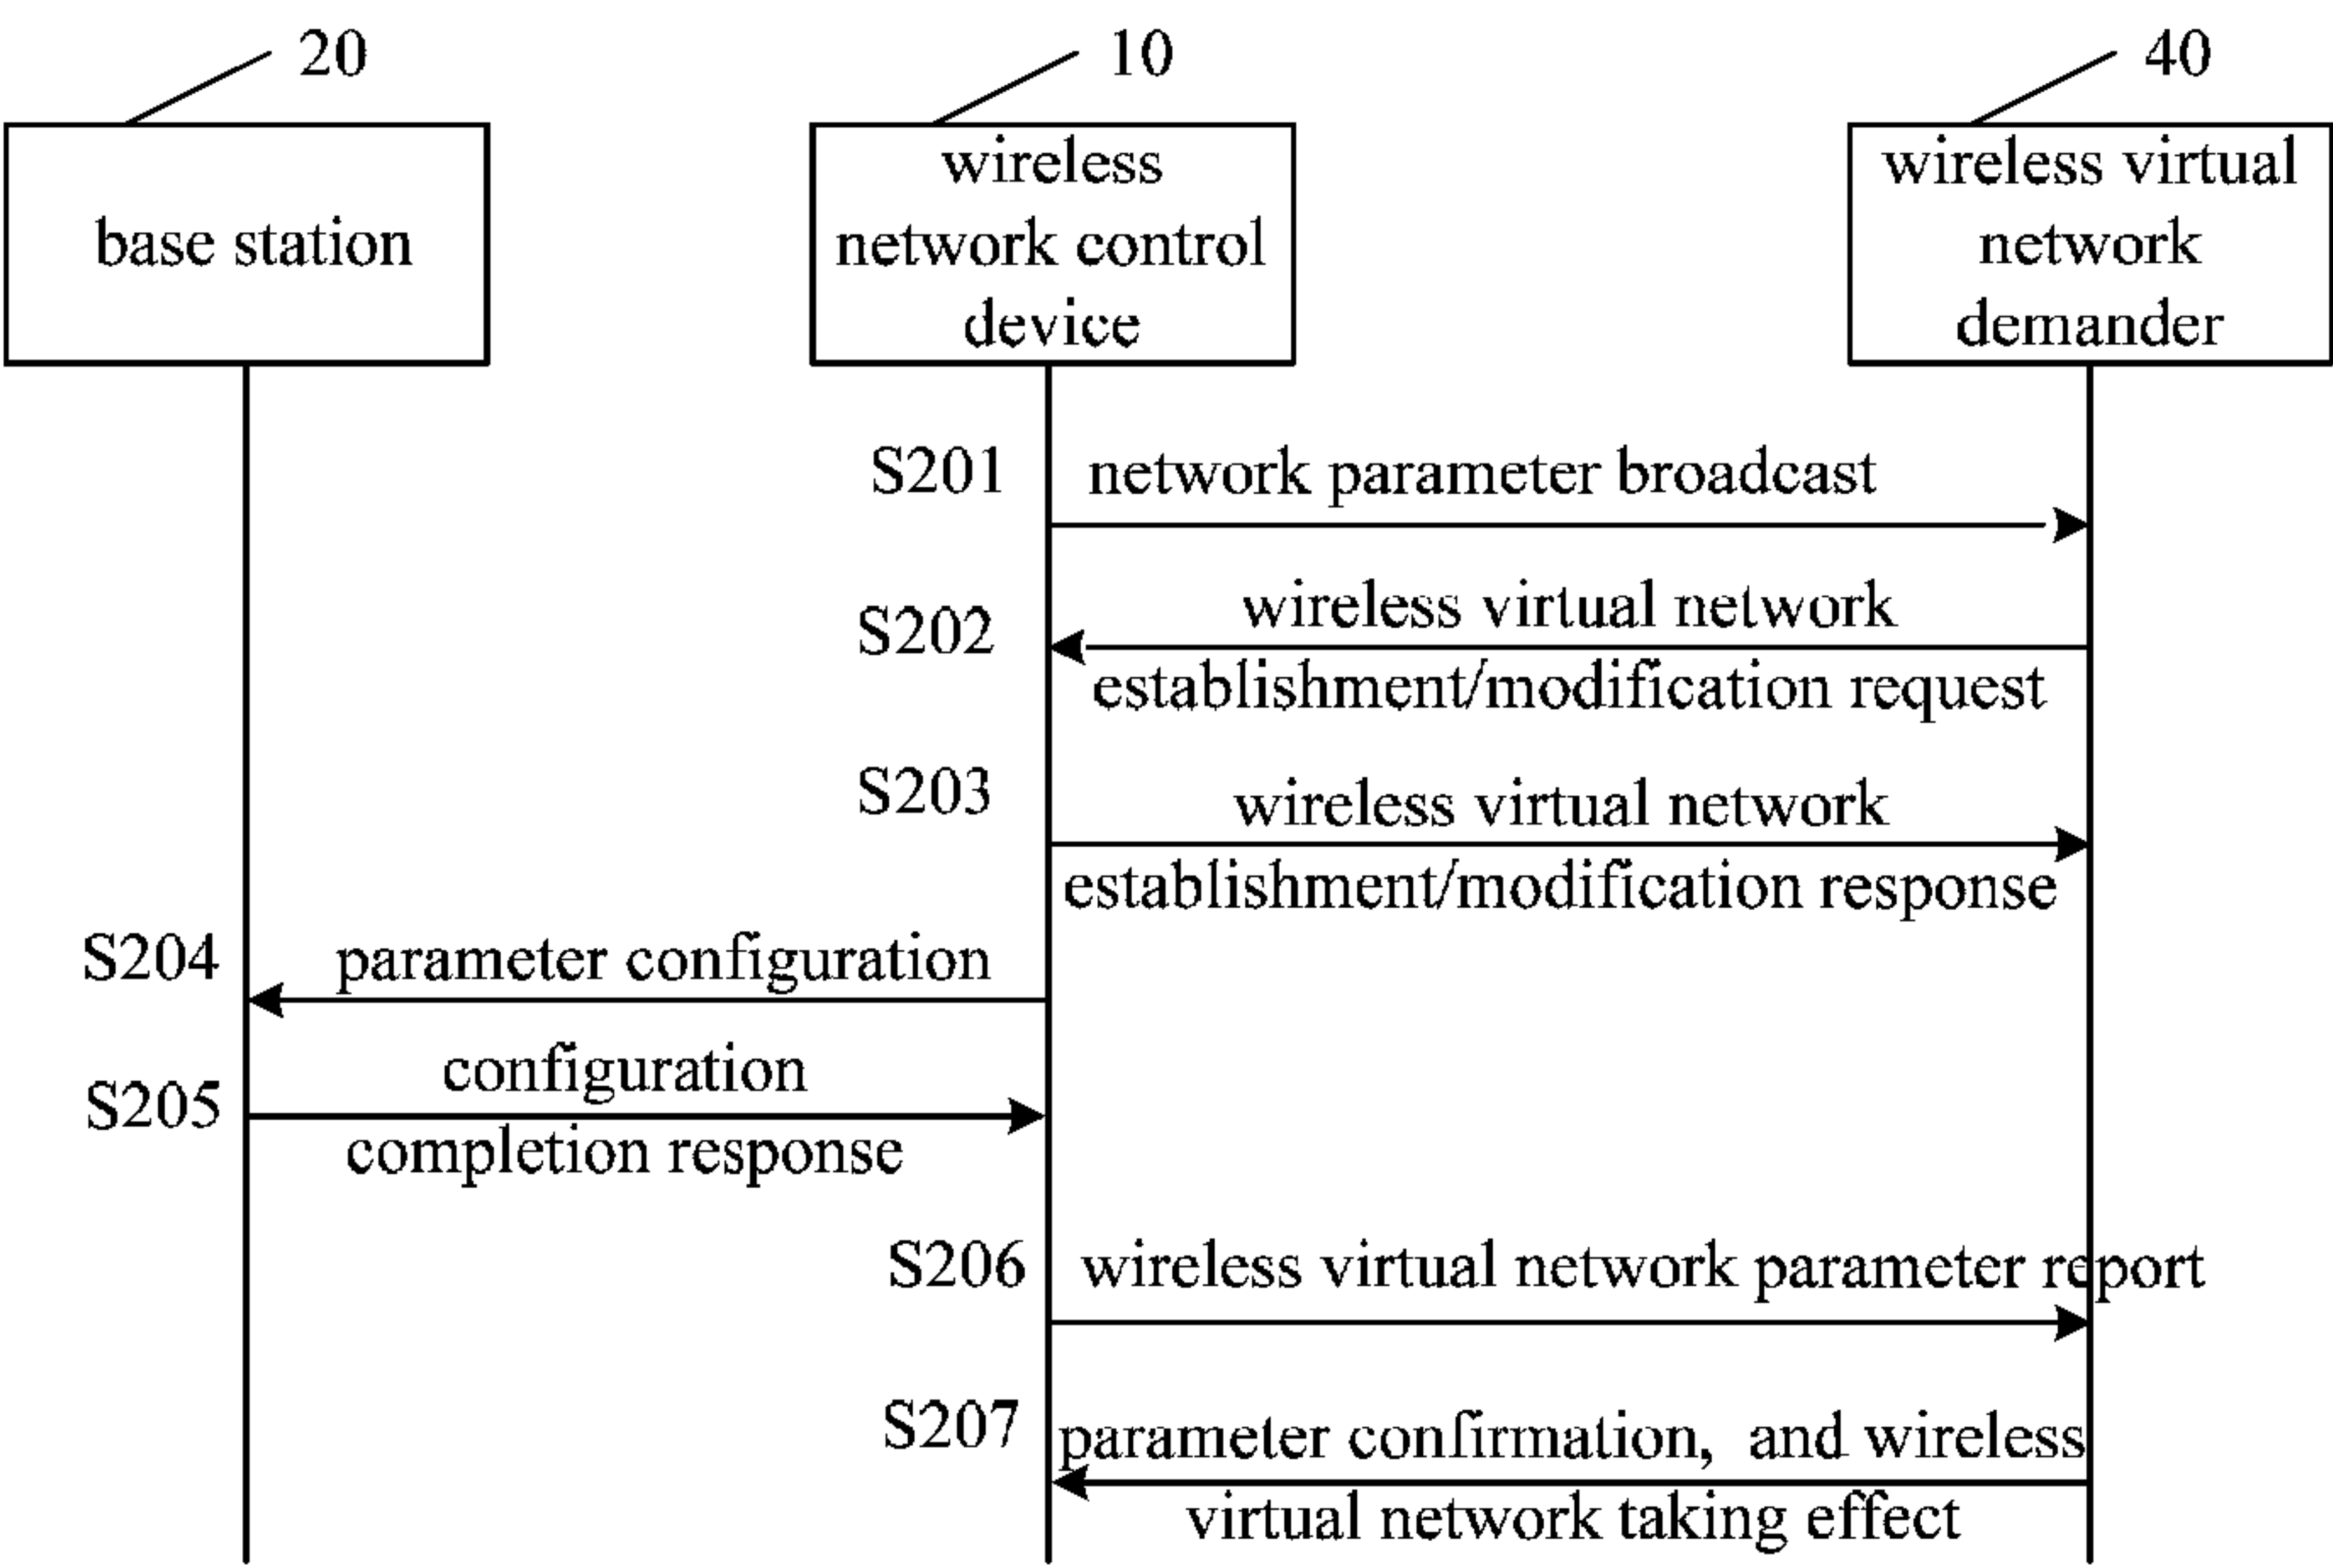 20
10
40
base station
wireless
network control
device
wireless virtual
network
demander
S201
network parameter broadcast
S202
wireless virtual network
establishment/modification request
S203
wireless virtual network
establishment/modification response
S204
parameter configuration
S205
configuration
completion response
S206
wireless virtual network parameter report
S207
parameter confirmation, and wireless
virtual network taking effect